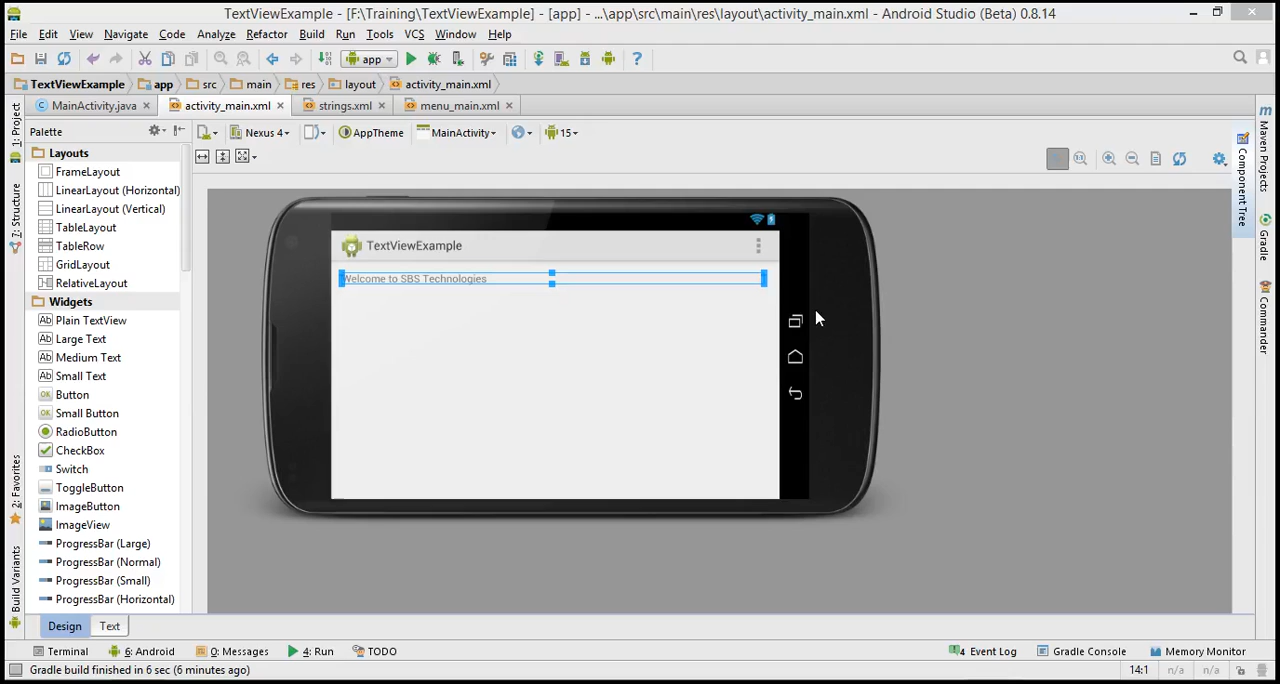 TextViewExample - [F:\Training\TextViewExample] - [app] - ...\app\src\main\res\layout\activity_main.xml - Android Studio (Beta) 0.8.14
File Edit View Navigate Code Analyze Refactor Build Run Tools VCS Window Help
app
TextViewExample app src main res layout activity_main.xml
MainActivity.java activity_main.xml strings.xml menu_main.xml
Palette Nexus 4 AppTheme MainActivity 15
Layouts
FrameLayout
LinearLayout (Horizontal)
LinearLayout (Vertical)
TableLayout
TableRow
GridLayout
RelativeLayout
Widgets
Plain TextView
Large Text
Medium Text
Small Text
Button
Small Button
RadioButton
CheckBox
Switch
ToggleButton
ImageButton
ImageView
ProgressBar (Large)
ProgressBar (Normal)
ProgressBar (Small)
ProgressBar (Horizontal)
TextViewExample
Welcome to SBS Technologies
1: Project
7: Structure
2: Favorites
Build Variants
Component Tree
Maven Projects
Gradle
Commander
Design Text
Terminal 6: Android 0: Messages 4: Run TODO 4 Event Log Gradle Console Memory Monitor
Gradle build finished in 6 sec (6 minutes ago) 14:1 n/a n/a